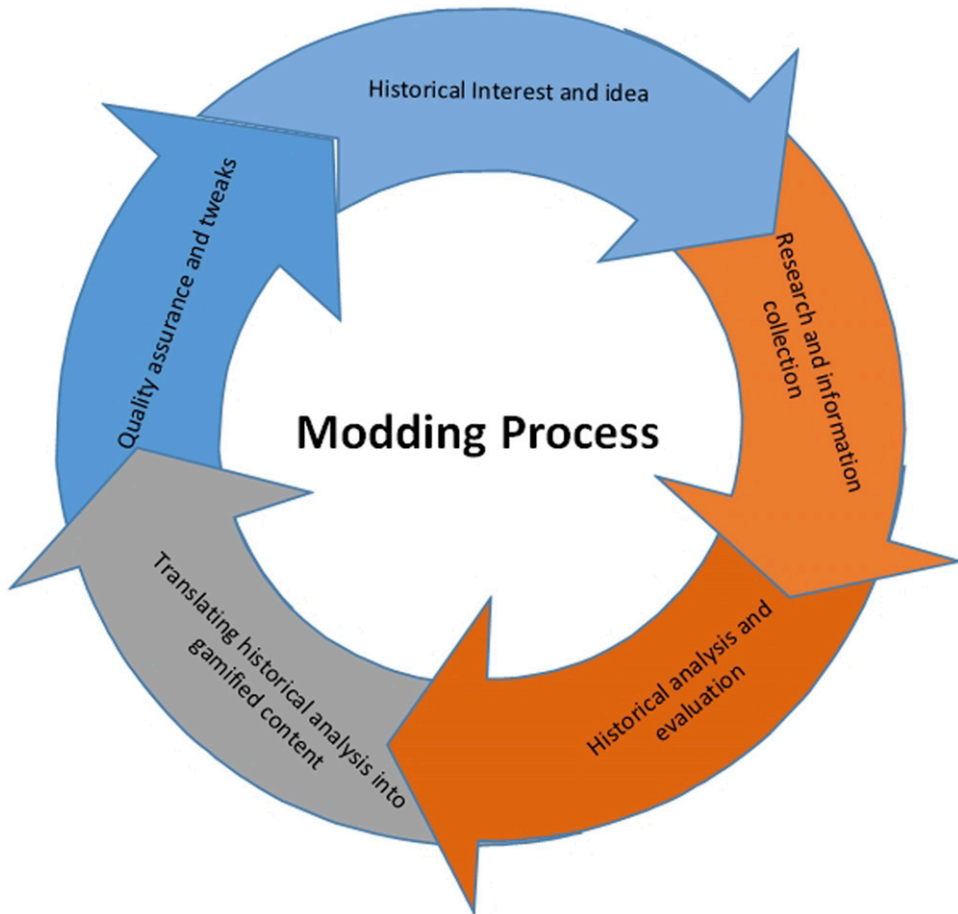 Historical Interest and idea
Research and information
collection
Historical analysis and
evaluation
Translating historical analysis into
gamified content
Quality assurance and tweaks
Modding Process